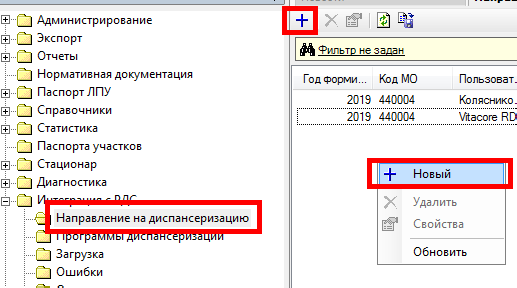 Администрирование
Экспорт
Отчеты
Нормативная документация
Паспорт ЛПУ
Справочники
Статистика
Паспорта участков
Стационар
Диагностика
Интеграция с РДС
Направление на диспансеризацию
Программы диспансеризации
Загрузка
Ошибки
Фильтр не задан
Год форми... Код МО Пользоват...
2019 440004 Коляснико...
2019 440004 Vitacore RD
Новый
Удалить
Свойства
Обновить